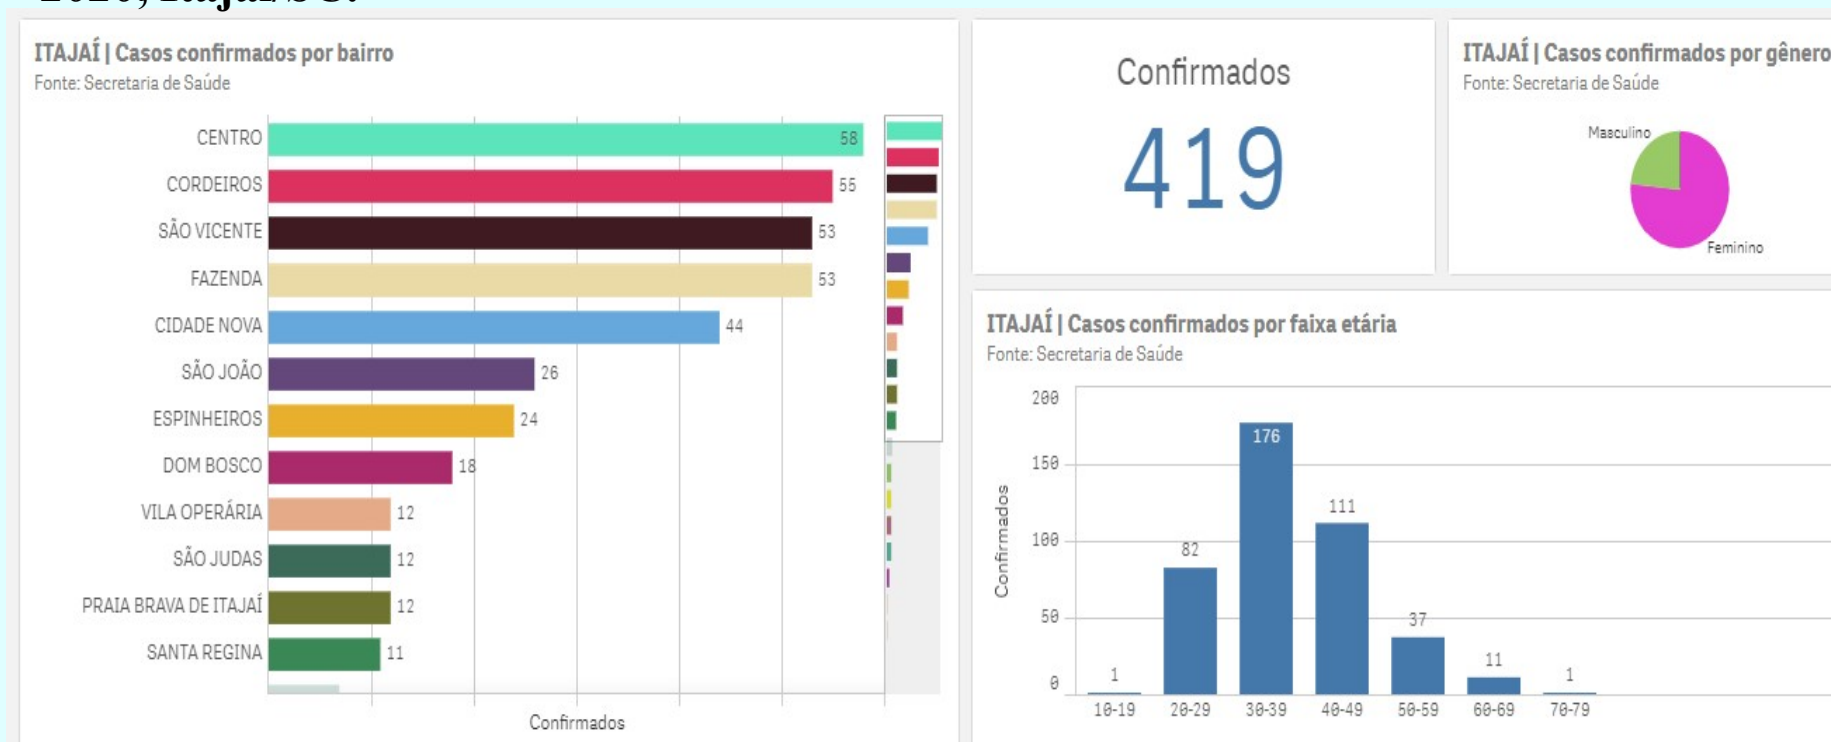 ITAJAÍ | Casos confirmados por bairro
Fonte: Secretaria de Saúde
CENTRO 58
CORDEIROS 55
SÃO VICENTE 53
FAZENDA 53
CIDADE NOVA 44
SÃO JOÃO 26
ESPINHEIROS 24
DOM BOSCO 18
VILA OPERÁRIA 12
SÃO JUDAS 12
PRAIA BRAVA DE ITAJAÍ 12
SANTA REGINA 11
Confirmados
Confirmados
419
ITAJAÍ | Casos confirmados por gênero
Fonte: Secretaria de Saúde
Masculino
Feminino
ITAJAÍ | Casos confirmados por faixa etária
Fonte: Secretaria de Saúde
Confirmados
200
150
100
50
0
1 82 176 111 37 11 1
10-19 20-29 30-39 40-49 50-59 60-69 70-79